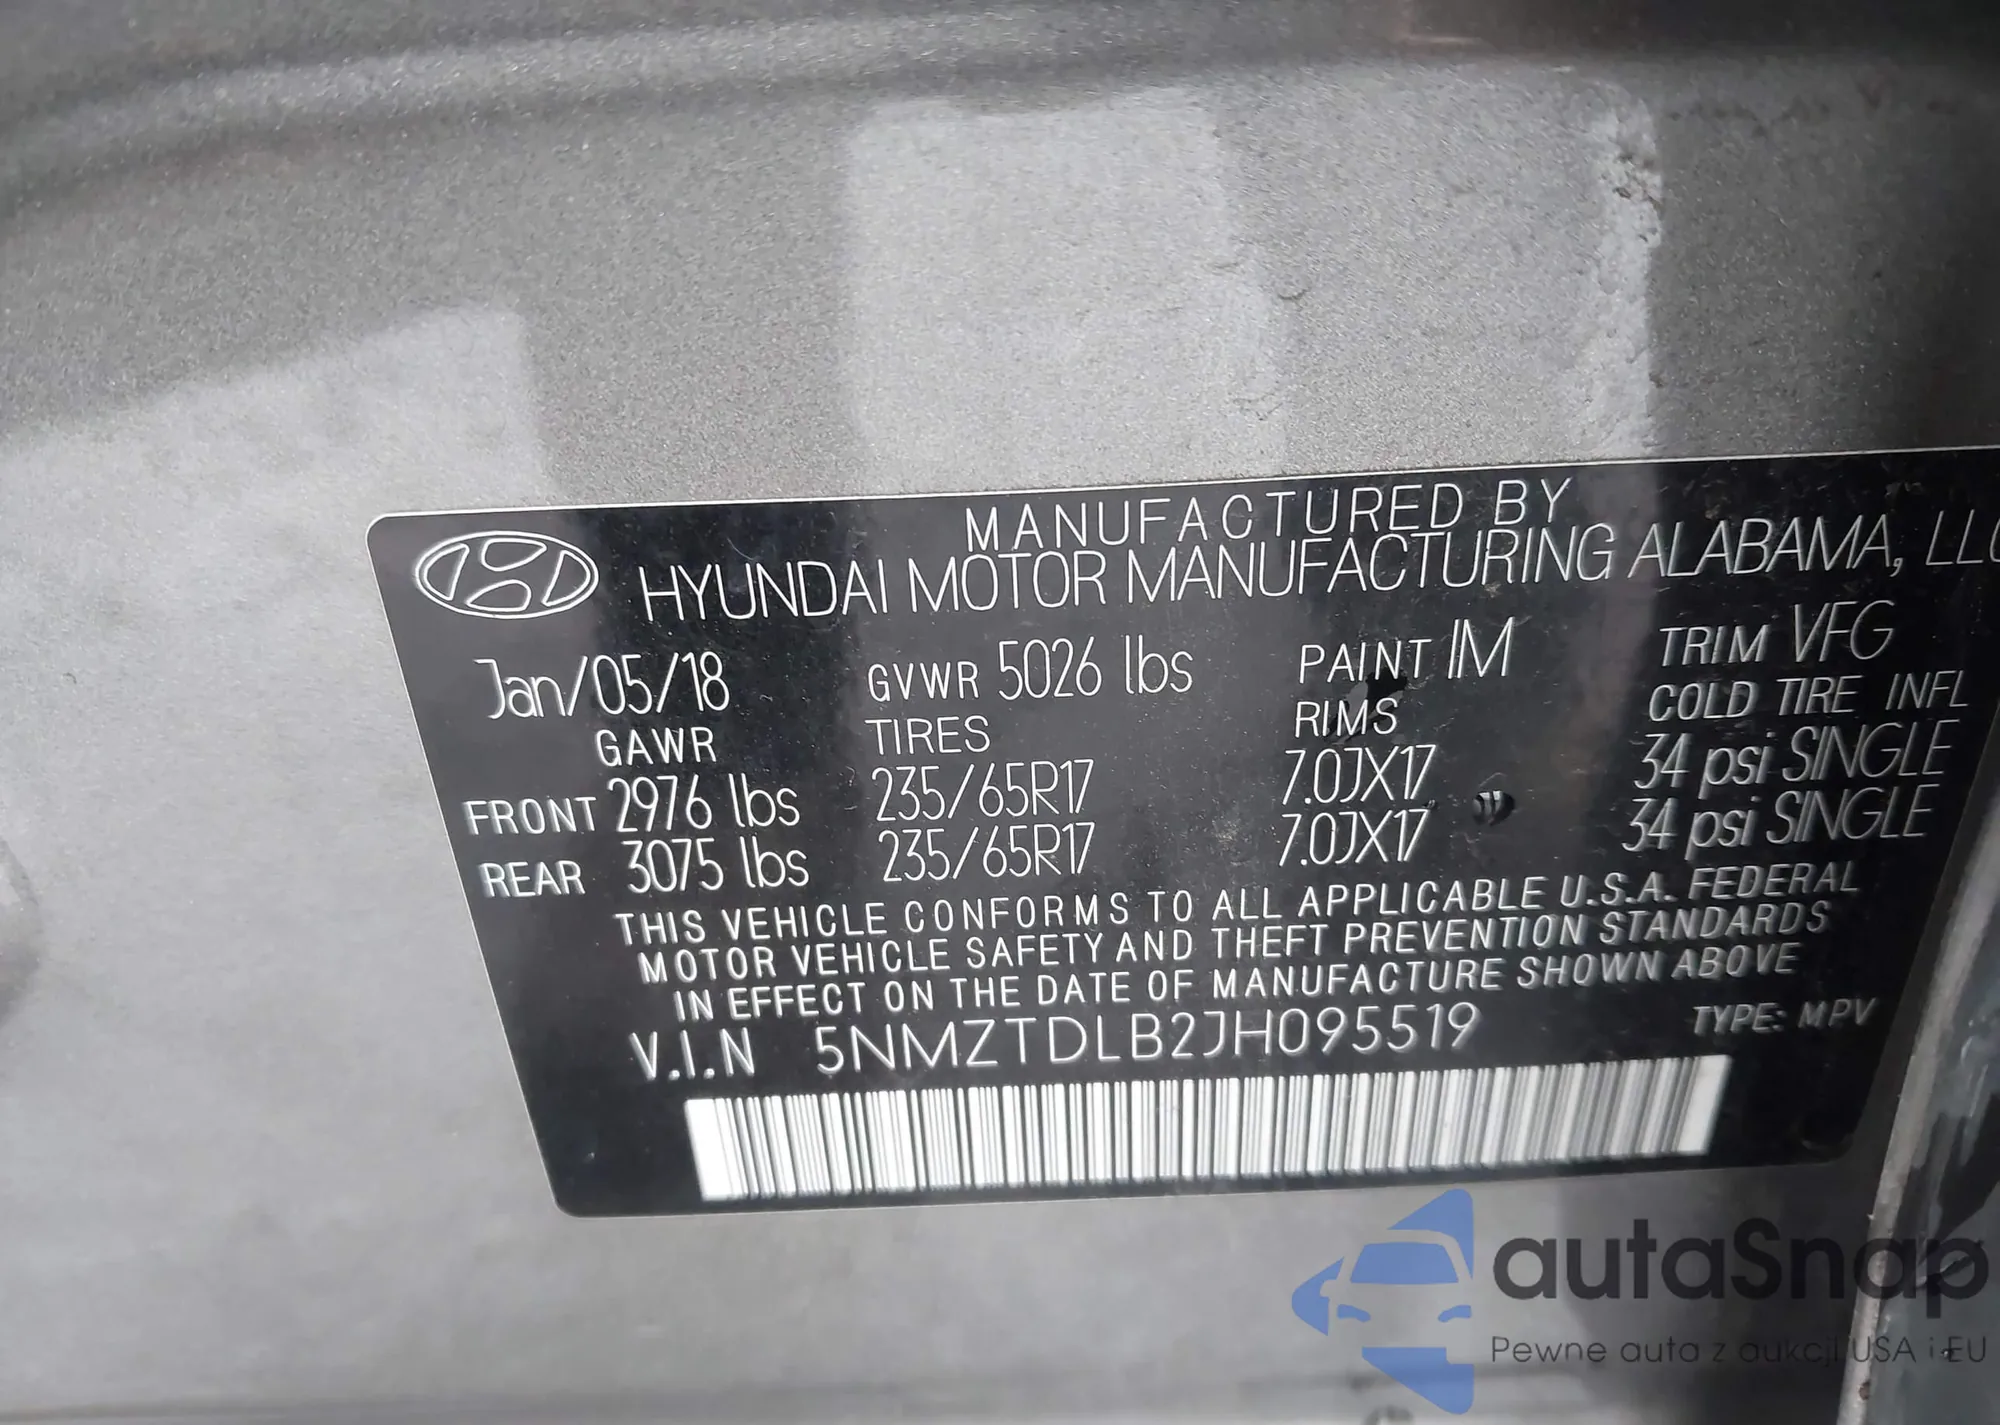 MANUFACTURED BY
HYUNDAI MOTOR MANUFACTURING ALABAMA, LLC
Jan/05/18 GVWR 5026 lbs PAINT IM TRIM VFG
GAWR TIRES RIMS COLD TIRE INFL
FRONT 2976 lbs 235/65R17 7.0JX17 34 psi SINGLE
REAR 3075 lbs 235/65R17 7.0JX17 34 psi SINGLE
THIS VEHICLE CONFORMS TO ALL APPLICABLE U.S.A. FEDERAL
MOTOR VEHICLE SAFETY AND THEFT PREVENTION STANDARDS
IN EFFECT ON THE DATE OF MANUFACTURE SHOWN ABOVE
V.I.N 5NMZTDLB2JH095519 TYPE: MPV
autaSnap
Pewne auta z aukcji USA i EU